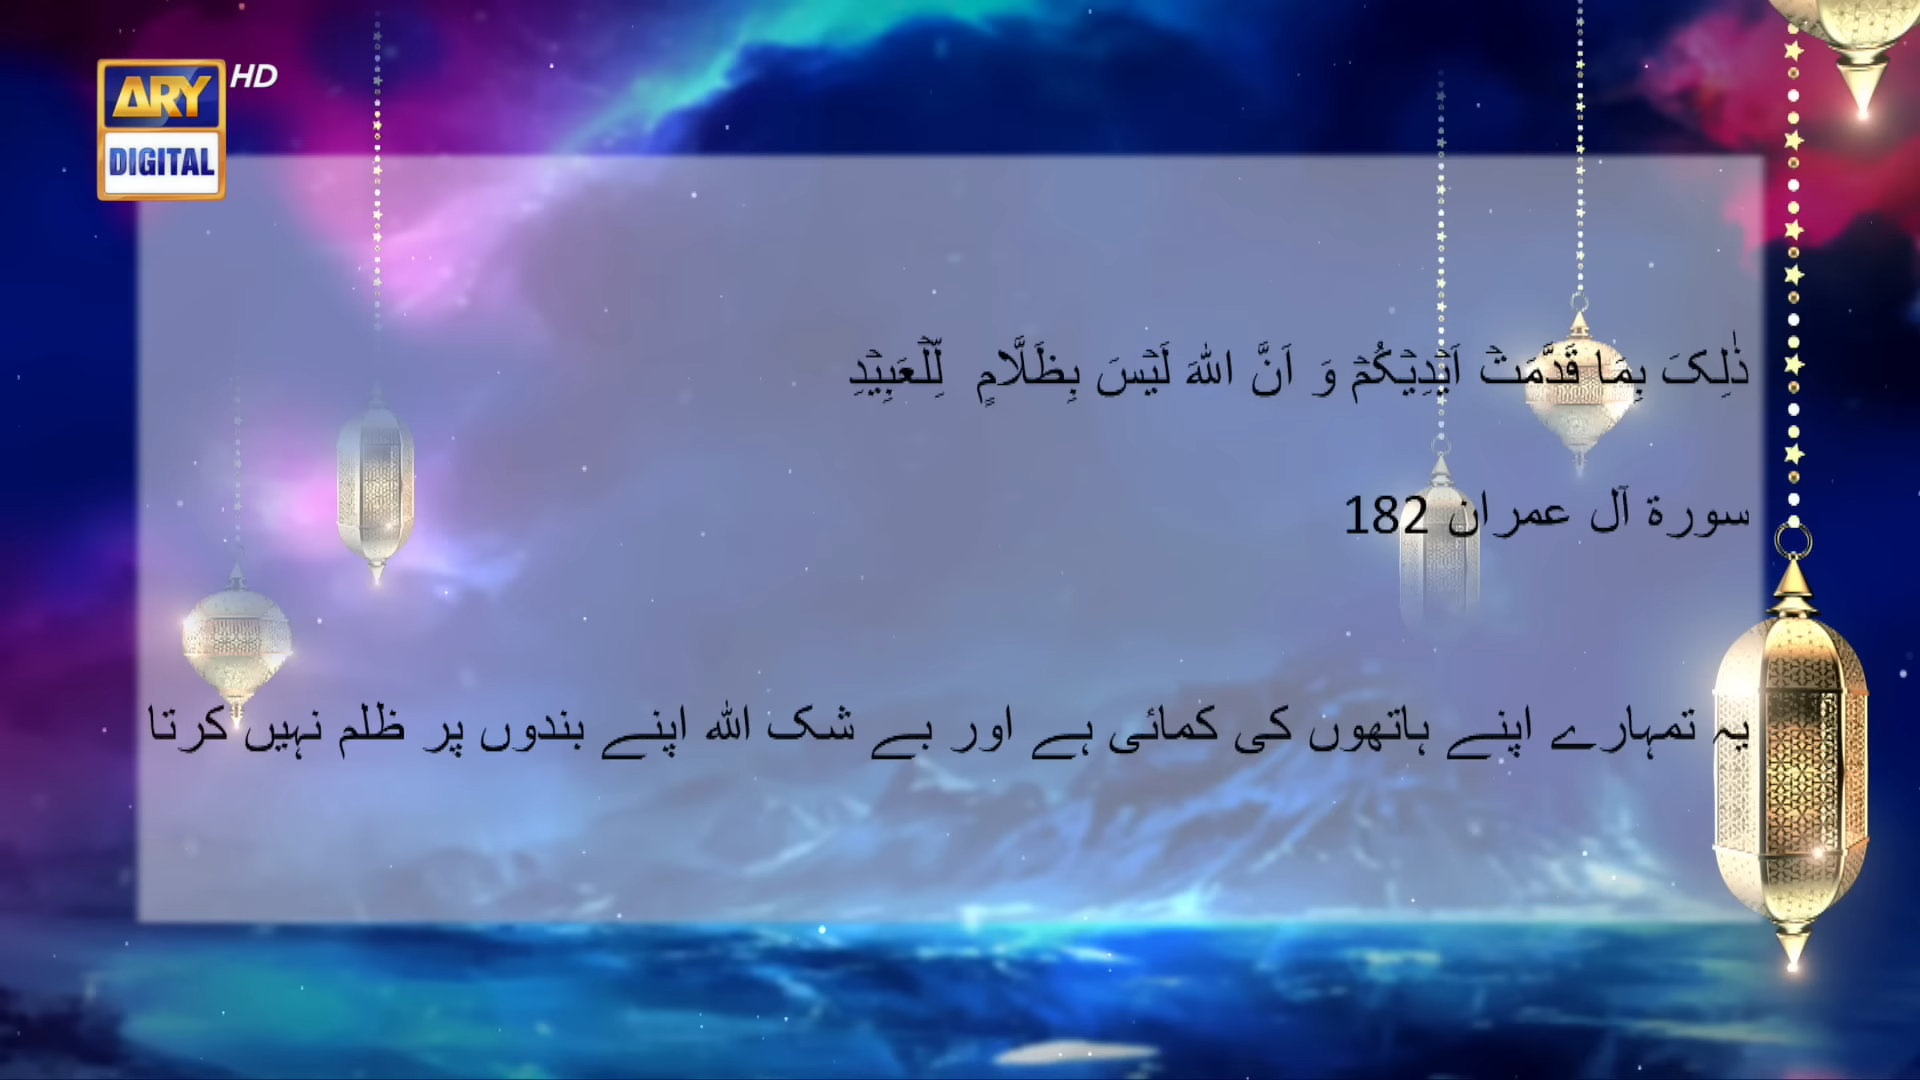 ARY HD
DIGITAL
ذٰلِکَ بِمَا قَدَّمَتۡ اَیۡدِیۡکُمۡ وَ اَنَّ اللہَ لَیۡسَ بِظَلَّامٍ لِّلۡعَبِیۡدِ
سورۃ آل عمران 182
یہ تمہارے اپنے ہاتھوں کی کمائی ہے اور بے شک اللہ اپنے بندوں پر ظلم نہیں کرتا